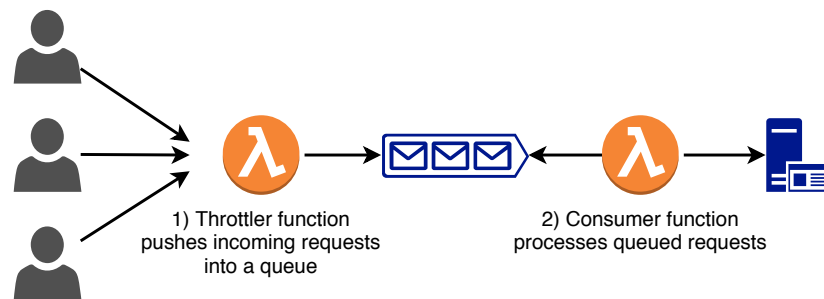 1) Throttler function
pushes incoming requests
into a queue
2) Consumer function
processes queued requests